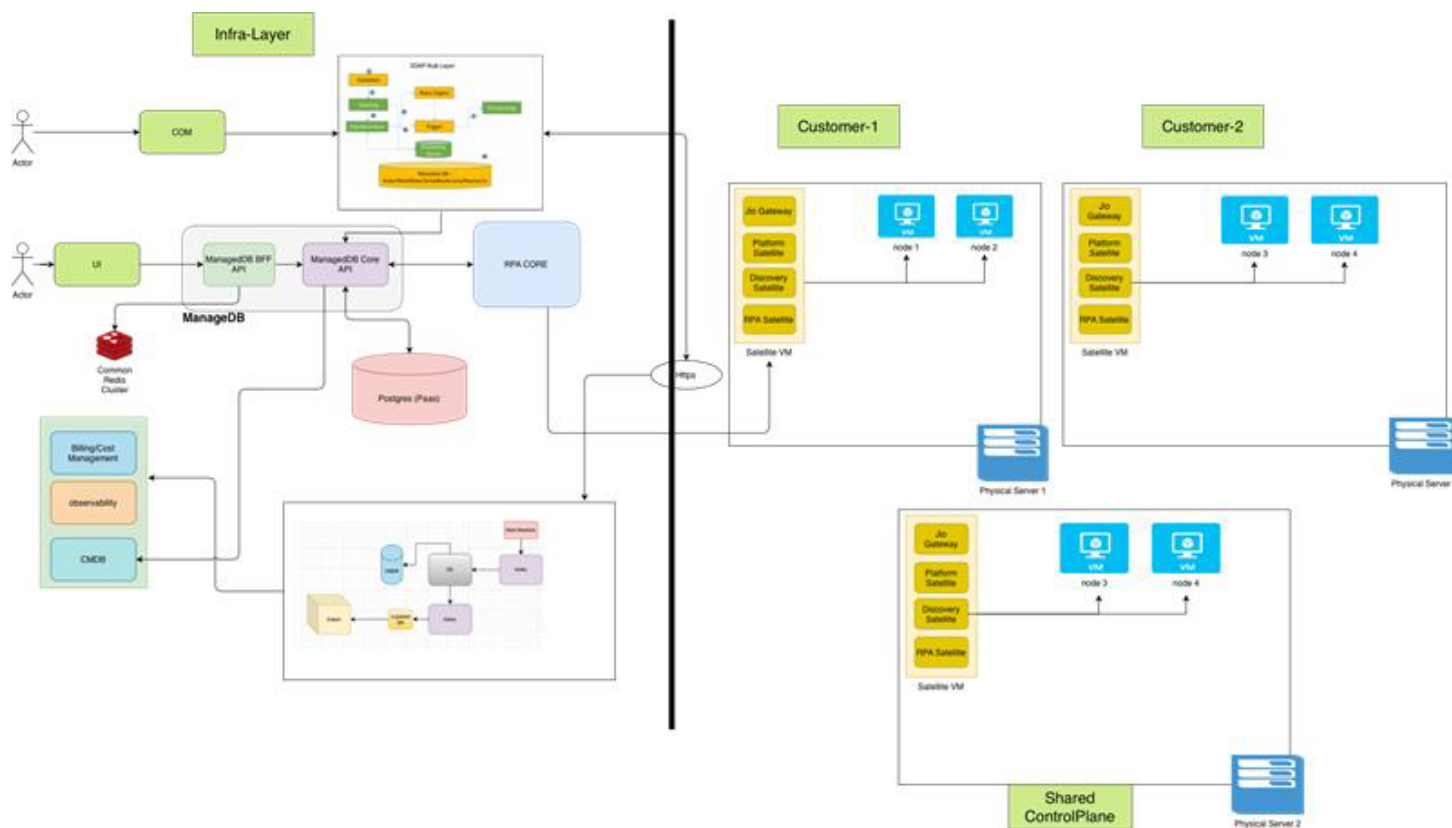 Infra-Layer
Actor
COM
Rules Engine
Trigger
Actor
UI
ManagedDB BFF
API
ManagedDB Core
API
RPA CORE
ManageDB
Common
Redis
Cluster
Postgree (Paas)
Https
Billing/Cost
Management
observability
CMDB
Customer-1
Jio Gateway
Platform
Satellite
Discovery
Satellite
RPA Satellite
Satellite VM
VM
node 1
VM
node 2
Physical Server 1
Customer-2
Jio
Gateway
Platform
Satellite
Discovery
Satellite
RPA Satellite
Satellite VM
VM
node 3
VM
node 4
Physical Server
Jio
Gateway
Platform
Satellite
Discovery
Satellite
RPA Satellite
Satellite VM
VM
node 3
VM
node 4
Physical Server 2
Shared
ControlPlane